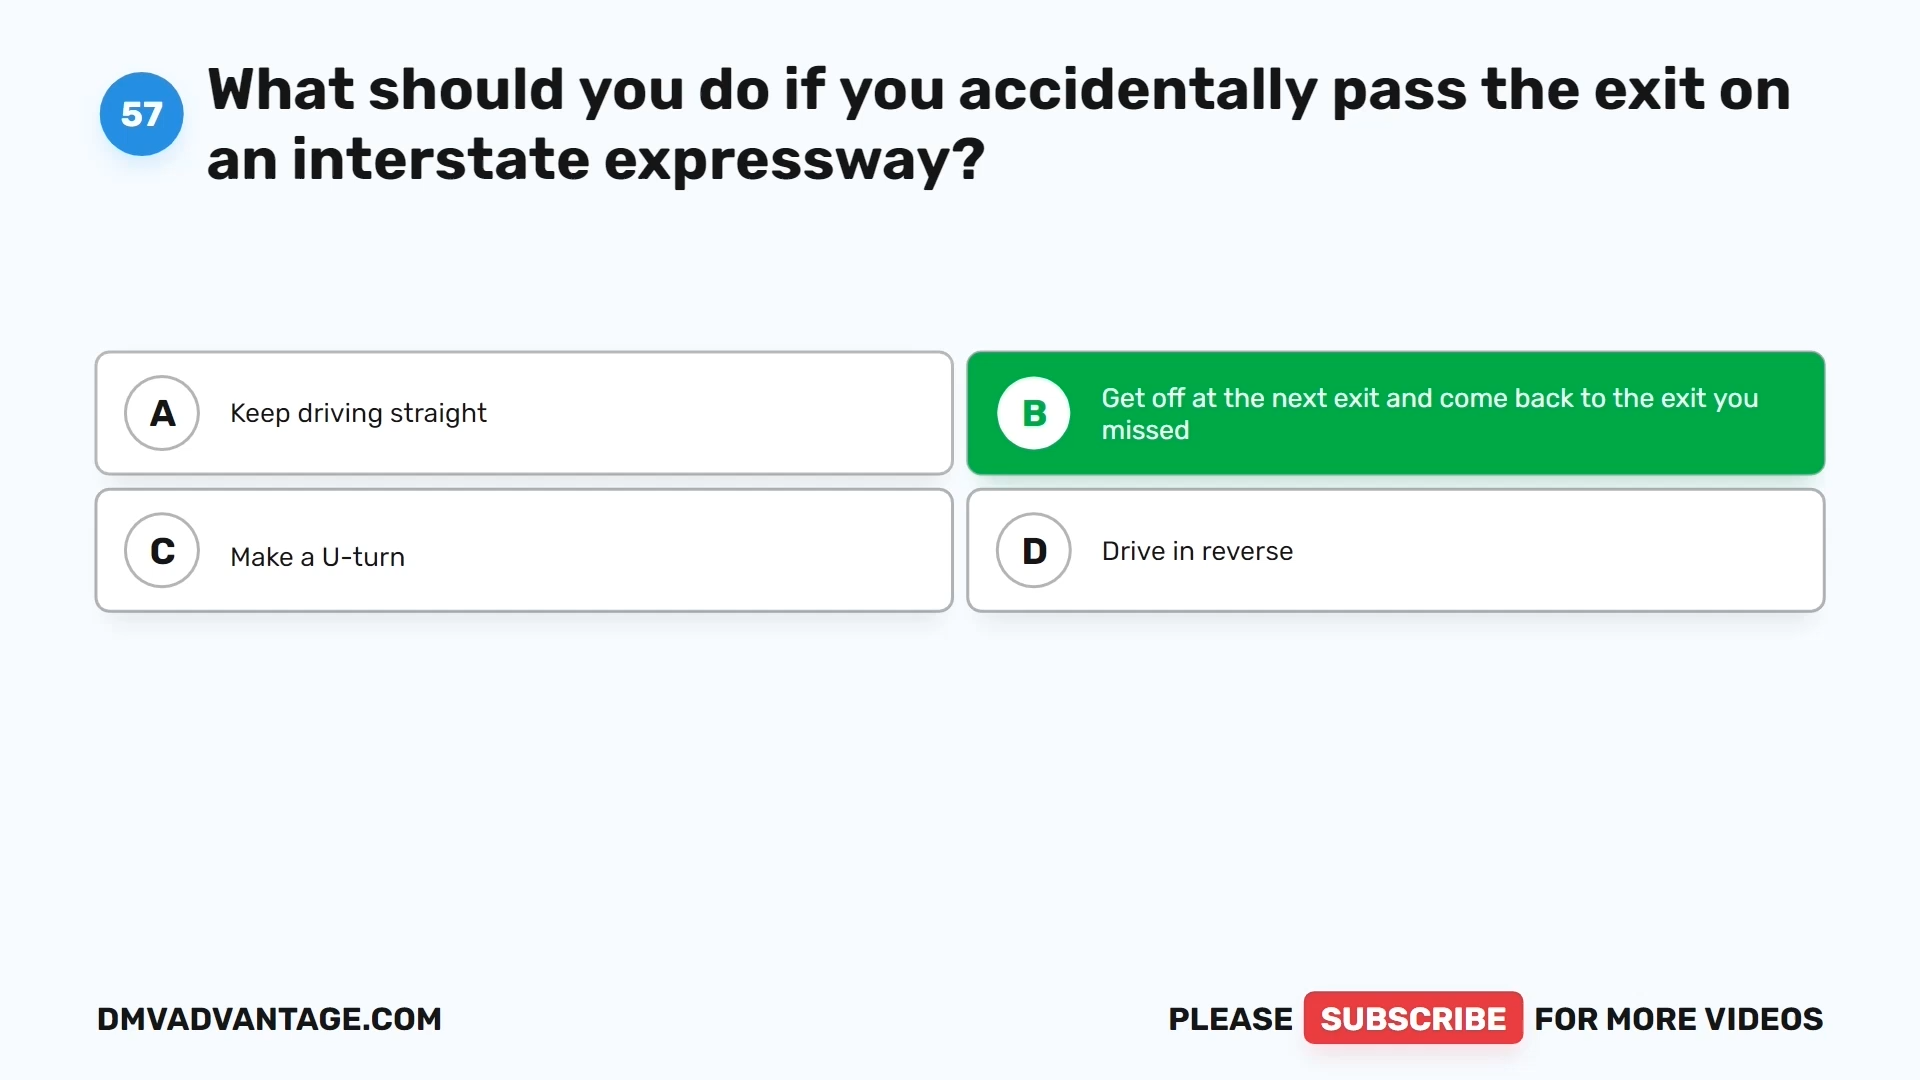 57
What should you do if you accidentally pass the exit on
an interstate expressway?
A Keep driving straight
B Get off at the next exit and come back to the exit you
missed
C Make a U-turn
D Drive in reverse
DMVADVANTAGE.COM
PLEASE SUBSCRIBE FOR MORE VIDEOS